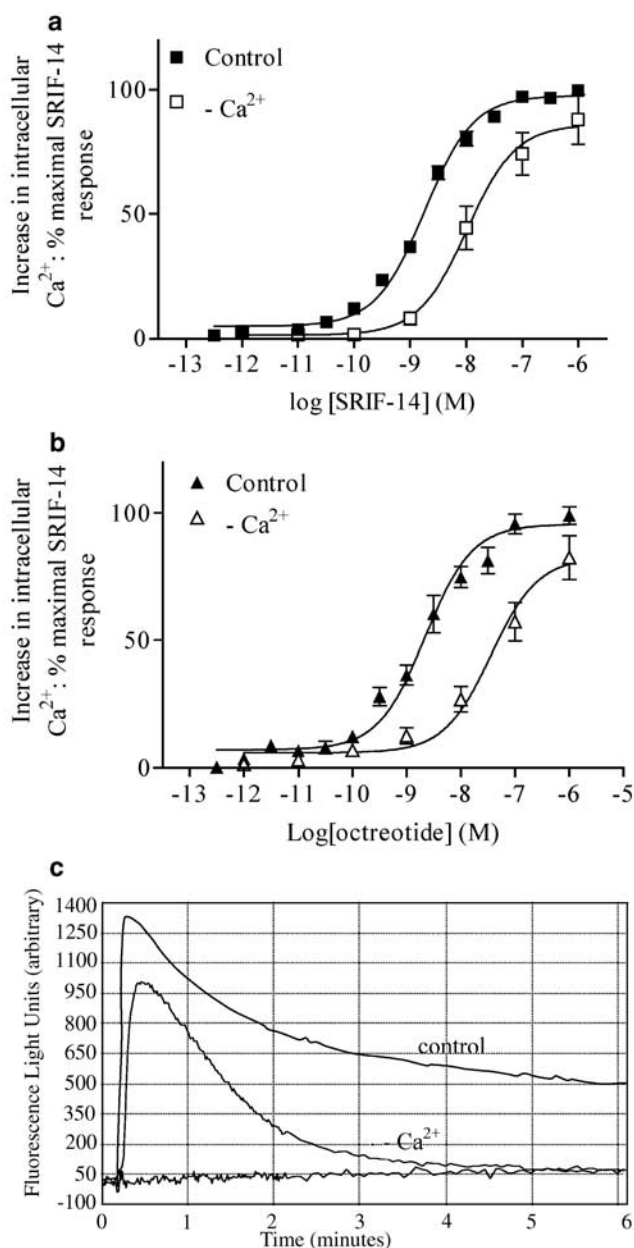 a
Control
- Ca²⁺
Increase in intracellular
Ca²⁺: % maximal SRIF-14
response
100
50
0
-13 -12 -11 -10 -9 -8 -7 -6
log [SRIF-14] (M)
b
Control
- Ca²⁺
Increase in intracellular
Ca²⁺: % maximal SRIF-14
response
100
50
0
-13 -12 -11 -10 -9 -8 -7 -6 -5
Log[octreotide] (M)
c
Fluorescence Light Units (arbitrary)
1400
1250
1100
950
800
650
500
350
200
50
-100
control
- Ca²⁺
0 1 2 3 4 5 6
Time (minutes)